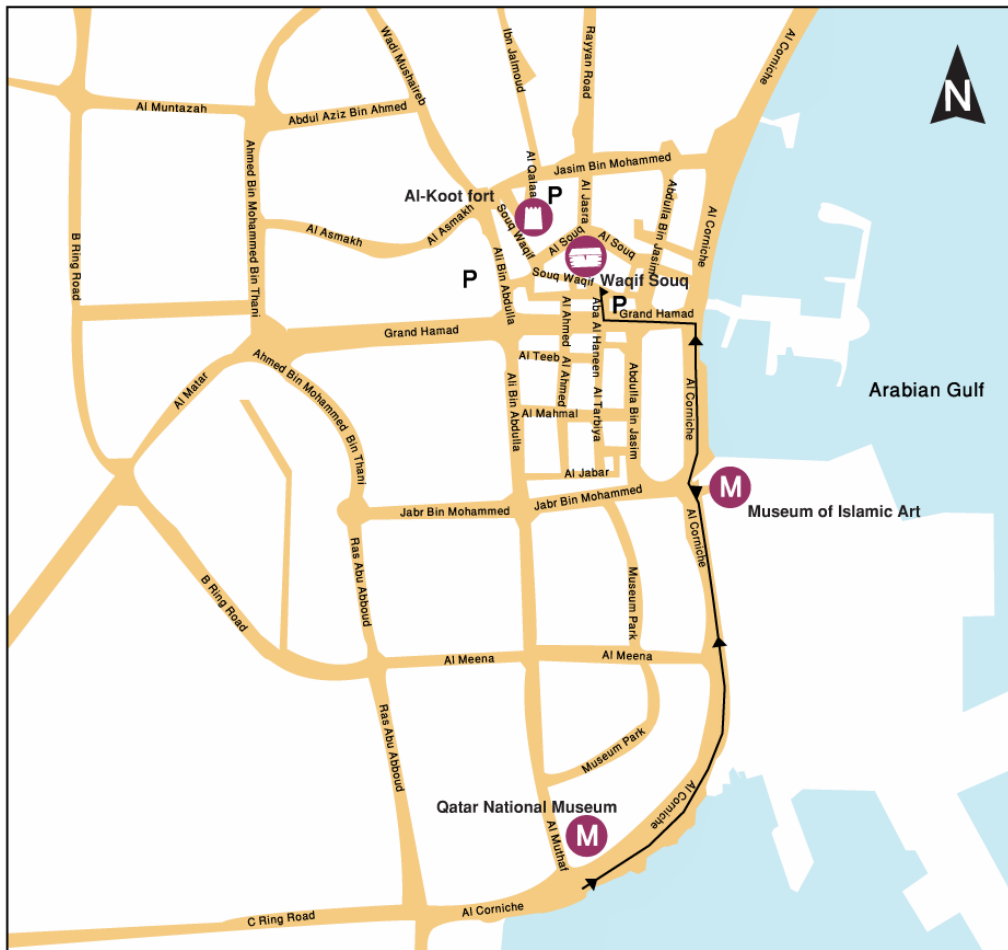 Wadi Mushaireb
Ibn Jalmoud
Rayyan Road
Al Corniche
N
Al Muntazah
Abdul Aziz Bin Ahmed
Ahmed Bin Mohammed Bin Thani
Al Qalaa
Jasim Bin Mohammed
Al-Koot fort
P
Al Jasra
Abdulla Bin Jasim
Al Corniche
B Ring Road
Al Asmakh
Al Asmakh
Souq Waqif
Al Souq
Al Souq
Ali Bin Abdulla
P
Souq Waqif
Waqif Souq
P
Grand Hamad
Grand Hamad
Al Ahmed
Aba Al Haneen
Al Teeb
Ahmed Bin Mohammed Bin Thani
Al Matar
Ali Bin Abdulla
Al Ahmed
Al Tarbiya
Abdulla Bin Jasim
Al Corniche
Arabian Gulf
Al Mahmal
Al Jabar
M
Museum of Islamic Art
Jabr Bin Mohammed
Jabr Bin Mohammed
Al Corniche
Ras Abu Abboud
B Ring Road
Museum Park
Al Meena
Al Meena
Ras Abu Abboud
Museum Park
Al Corniche
Qatar National Museum
M
Al Muthaf
C Ring Road
Al Corniche